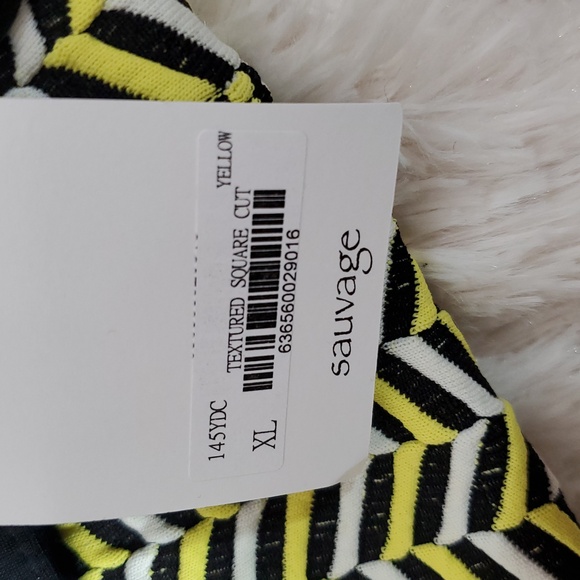 sauvage
145YDC
TEXTURED SQUARE CUT YELLOW
XL
636560029016